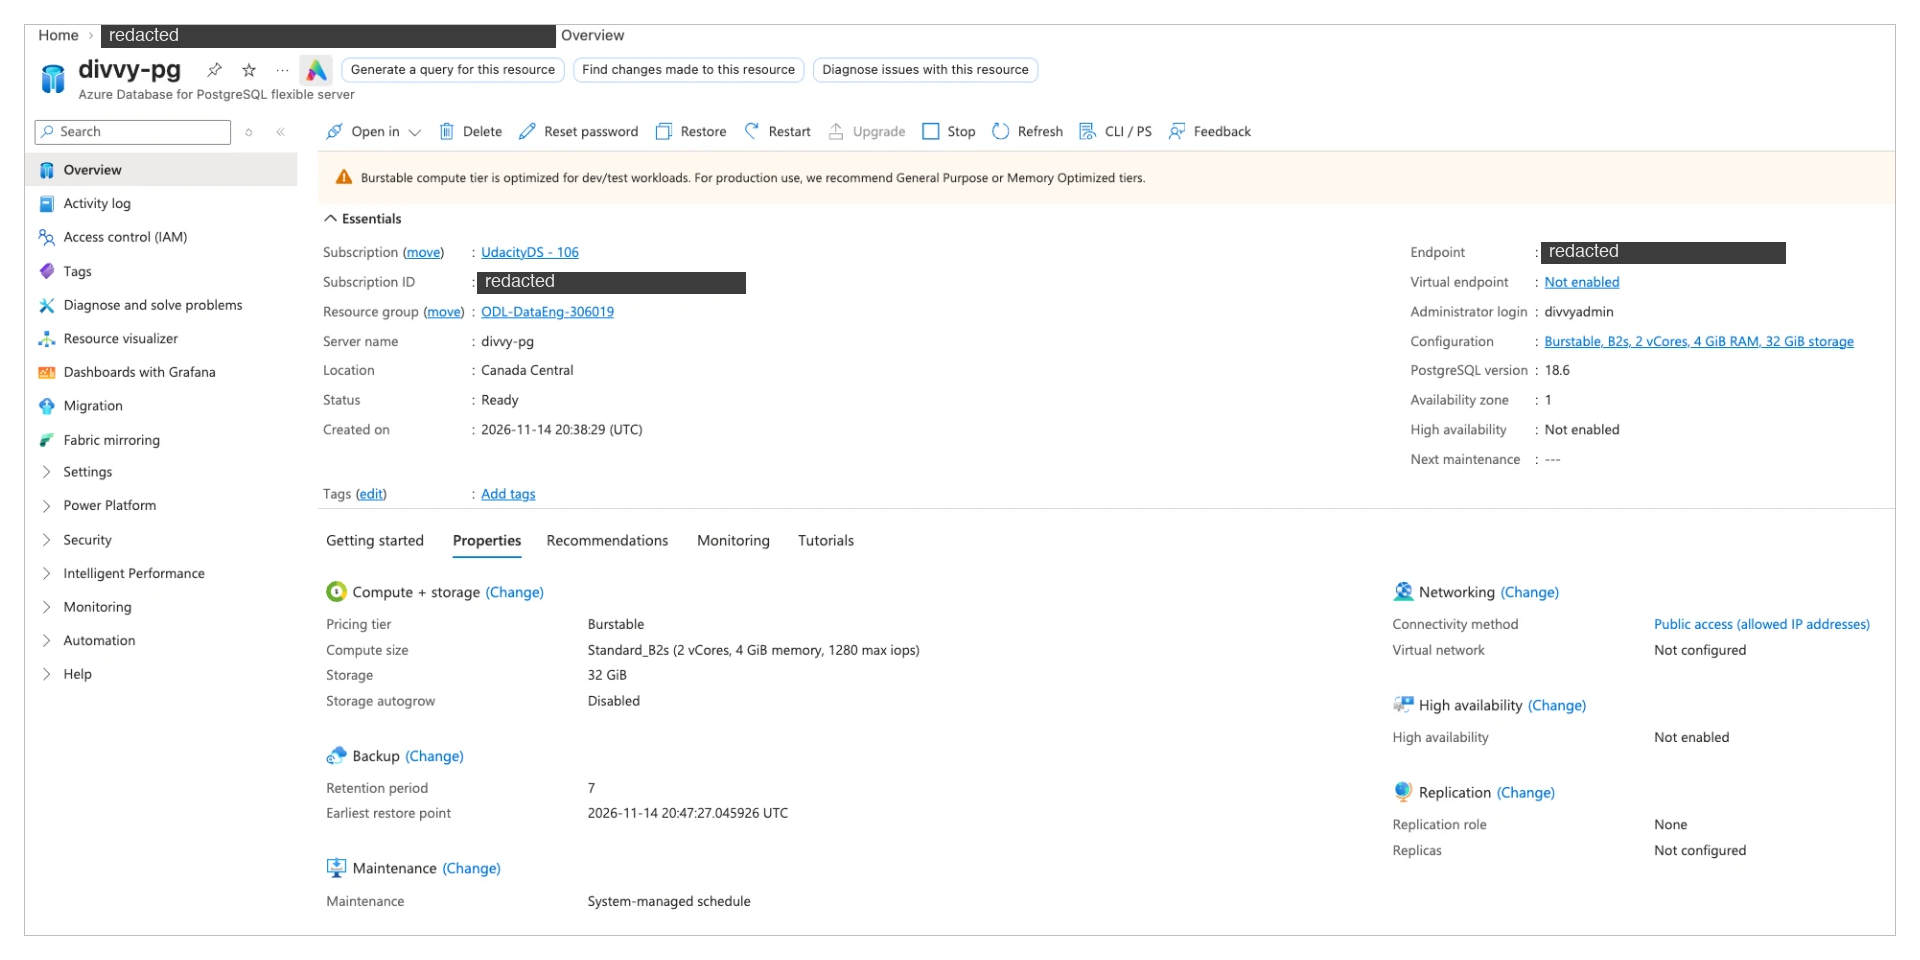 Home > redacted Overview
divvy-pg ... Generate a query for this resource Find changes made to this resource Diagnose issues with this resource
Azure Database for PostgreSQL flexible server
Search
Open in Delete Reset password Restore Restart Upgrade Stop Refresh CLI / PS Feedback
Overview
Activity log
Access control (IAM)
Tags
Diagnose and solve problems
Resource visualizer
Dashboards with Grafana
Migration
Fabric mirroring
Settings
Power Platform
Security
Intelligent Performance
Monitoring
Automation
Help
Burstable compute tier is optimized for dev/test workloads. For production use, we recommend General Purpose or Memory Optimized tiers.
Essentials
Subscription (move) : UdacityDS - 106
Subscription ID : redacted
Resource group (move) : ODL-DataEng-306019
Server name : divvy-pg
Location : Canada Central
Status : Ready
Created on : 2026-11-14 20:38:29 (UTC)
Tags (edit) : Add tags
Endpoint : redacted
Virtual endpoint : Not enabled
Administrator login : divvyadmin
Configuration : Burstable, B2s, 2 vCores, 4 GiB RAM, 32 GiB storage
PostgreSQL version : 18.6
Availability zone : 1
High availability : Not enabled
Next maintenance : ---
Getting started Properties Recommendations Monitoring Tutorials
Compute + storage (Change)
Pricing tier Burstable
Compute size Standard_B2s (2 vCores, 4 GiB memory, 1280 max iops)
Storage 32 GiB
Storage autogrow Disabled
Backup (Change)
Retention period 7
Earliest restore point 2026-11-14 20:47:27.045926 UTC
Maintenance (Change)
Maintenance System-managed schedule
Networking (Change)
Connectivity method Public access (allowed IP addresses)
Virtual network Not configured
High availability (Change)
High availability Not enabled
Replication (Change)
Replication role None
Replicas Not configured